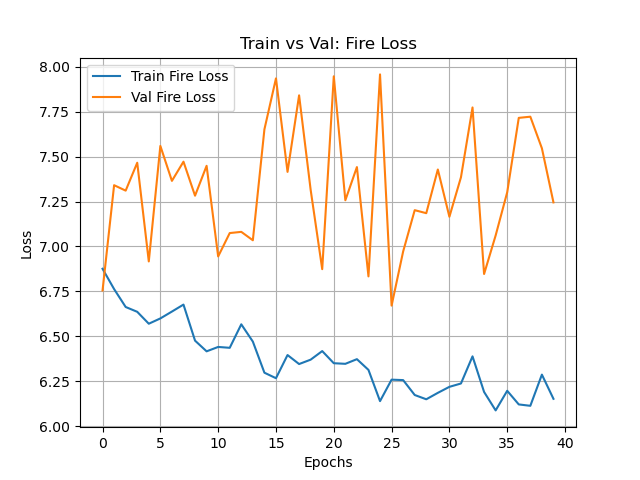 Train vs Val: Fire Loss
Train Fire Loss
Val Fire Loss
8.00
7.75
7.50
7.25
7.00
6.75
6.50
6.25
6.00
Loss
0 5 10 15 20 25 30 35 40
Epochs